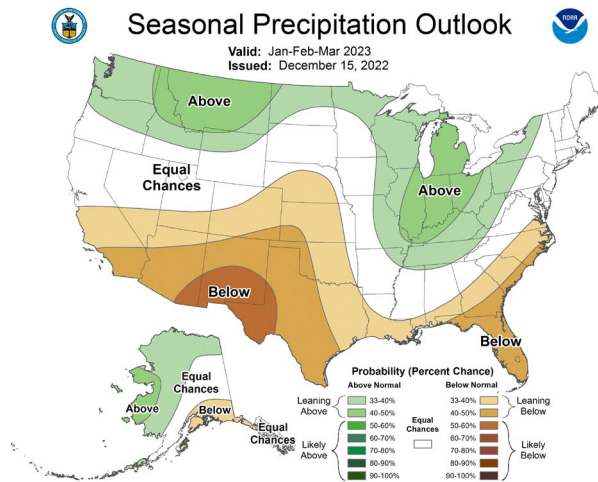 Seasonal Precipitation Outlook
NOAA
Valid: Jan-Feb-Mar 2023
Issued: December 15, 2022
Above
Equal
Chances
Above
Below
Below
Equal
Chances
Above
Below
Equal
Chances
Probability (Percent Chance)
Above Normal
Below Normal
Leaning
Above
33-40%
40-50%
Likely
Above
50-60%
60-70%
70-80%
80-90%
90-100%
Equal
Chances
33-40%
40-50%
Leaning
Below
50-60%
60-70%
70-80%
80-90%
90-100%
Likely
Below